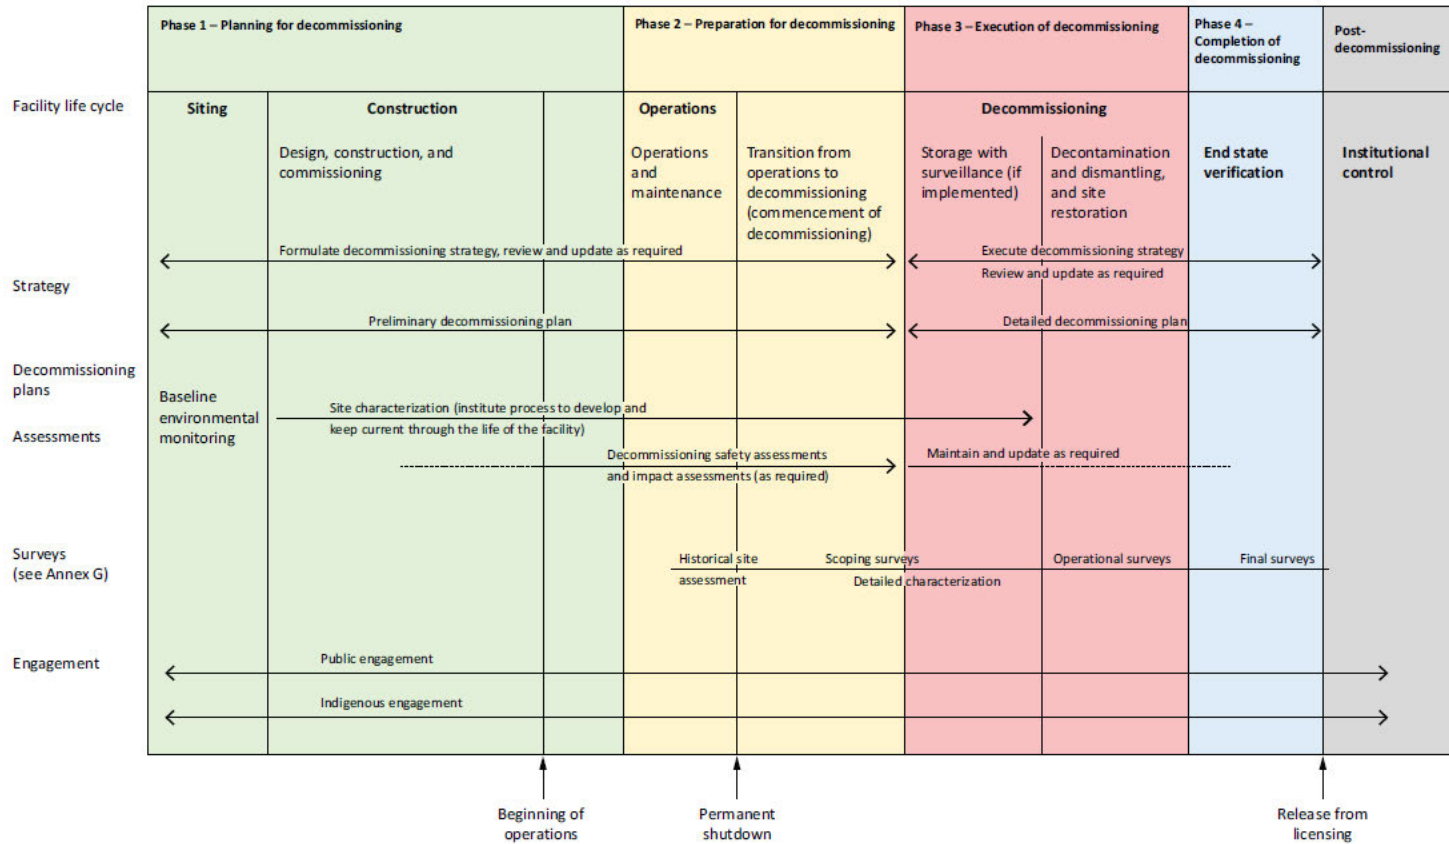 Phase 1 – Planning for decommissioning
Phase 2 – Preparation for decommissioning
Phase 3 – Execution of decommissioning
Phase 4 –
Completion of
decommissioning
Post-
decommissioning
Facility life cycle
Siting
Construction
Operations
Decommissioning
Design, construction, and
commissioning
Operations
and
maintenance
Transition from
operations to
decommissioning
(commencement of
decommissioning)
Storage with
surveillance (if
implemented)
Decontamination
and dismantling,
and site
restoration
End state
verification
Institutional
control
Strategy
Formulate decommissioning strategy, review and update as required
Execute decommissioning strategy
Review and update as required
Preliminary decommissioning plan
Detailed decommissioning plan
Decommissioning
plans
Assessments
Baseline
environmental
monitoring
Site characterization (institute process to develop and
keep current through the life of the facility)
Decommissioning safety assessments
and impact assessments (as required)
Maintain and update as required
Surveys
(see Annex G)
Historical site
assessment
Scoping surveys
Detailed characterization
Operational surveys
Final surveys
Engagement
Public engagement
Indigenous engagement
Beginning of
operations
Permanent
shutdown
Release from
licensing